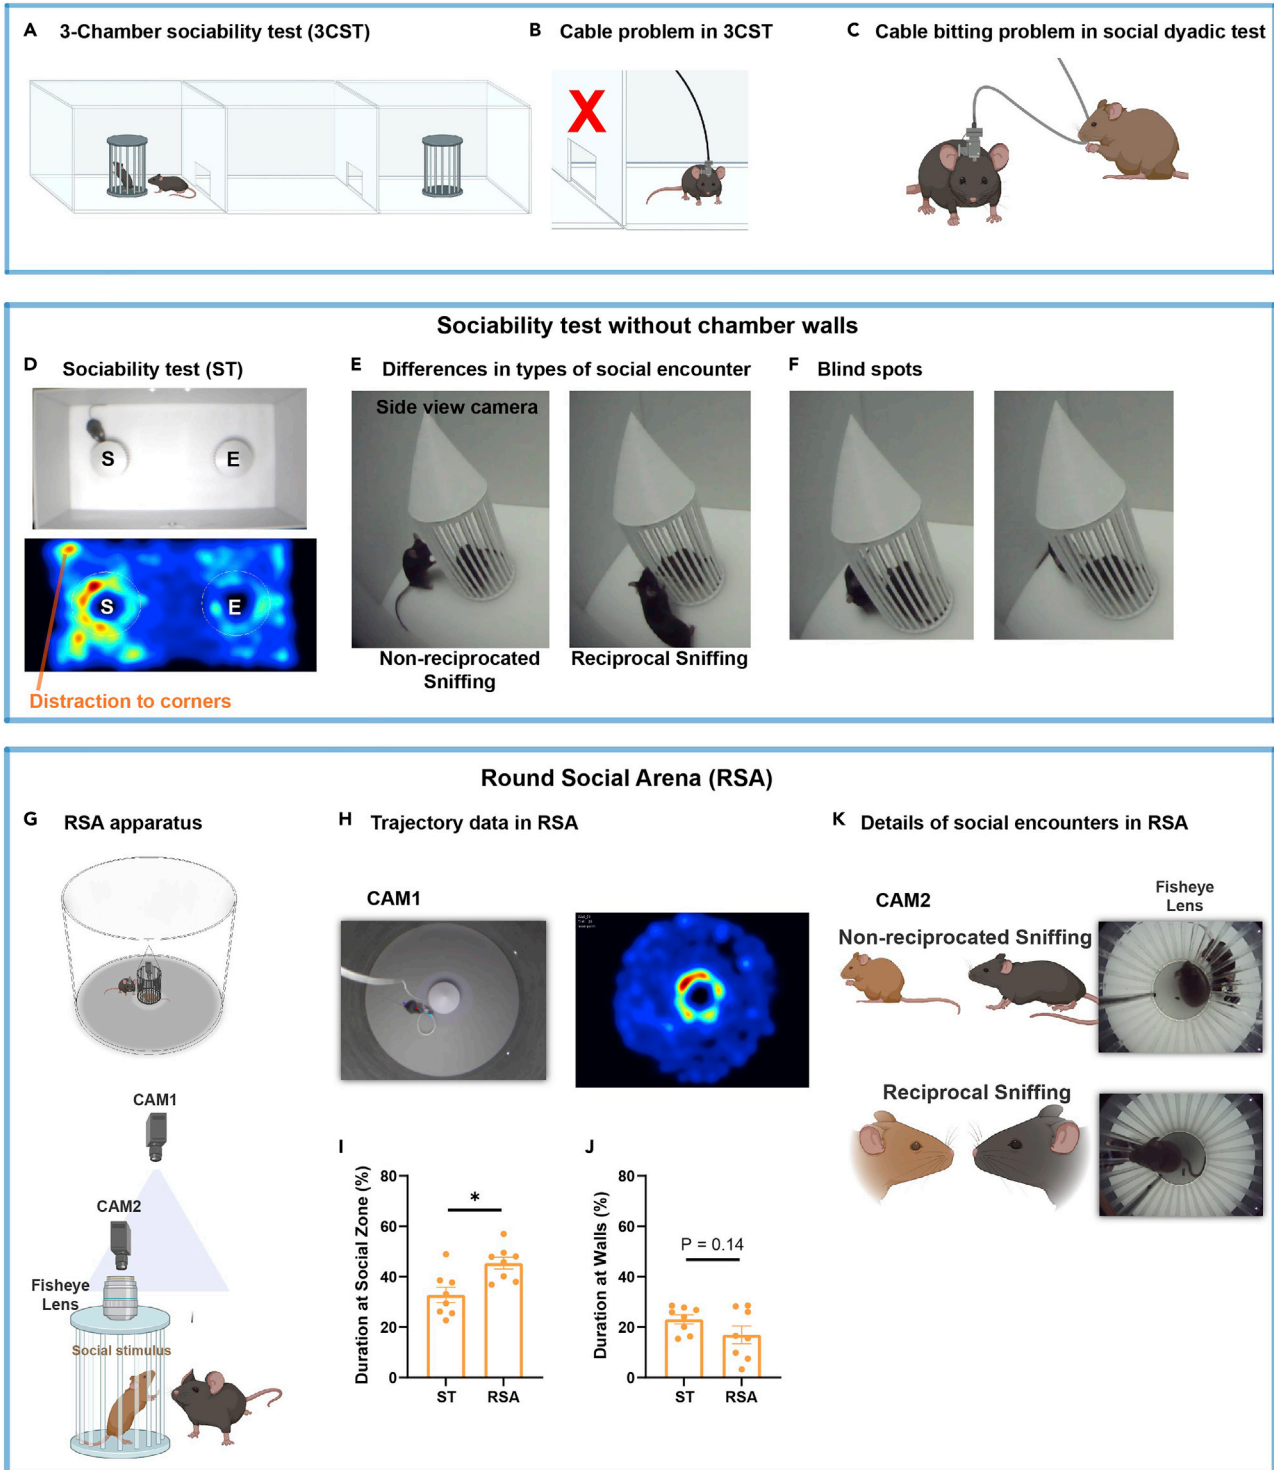 A 3-Chamber sociability test (3CST)
B Cable problem in 3CST
C Cable bitting problem in social dyadic test
X
Sociability test without chamber walls
D Sociability test (ST)
E Differences in types of social encounter
F Blind spots
S E
S E
Distraction to corners
Side view camera
Non-reciprocated
Sniffing
Reciprocal Sniffing
Round Social Arena (RSA)
G RSA apparatus
CAM1
CAM2
Fisheye
Lens
Social stimulus
H Trajectory data in RSA
CAM1
I
Duration at Social Zone (%)
80
60
40
20
0
*
ST RSA
J
Duration at Walls (%)
80
60
40
20
0
P = 0.14
ST RSA
K Details of social encounters in RSA
CAM2
Fisheye
Lens
Non-reciprocated Sniffing
Reciprocal Sniffing